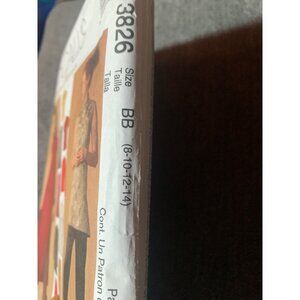 3826
Size
Taille
Talla
BB
(8-10-12-14)
Cont. Un Patron